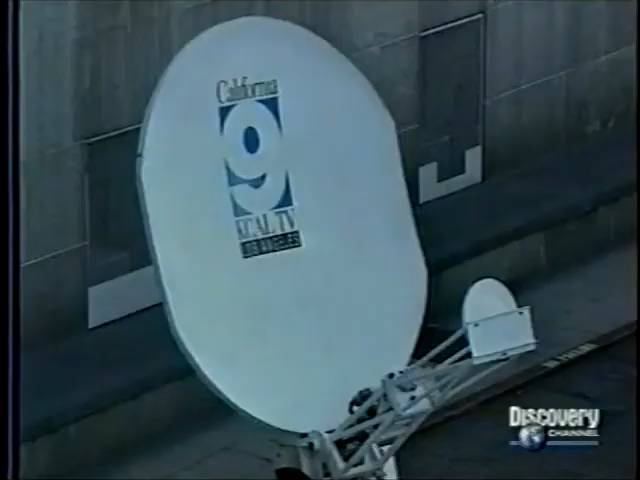 California
9
KCAL TV
LOS ANGELES
Discovery
CHANNEL